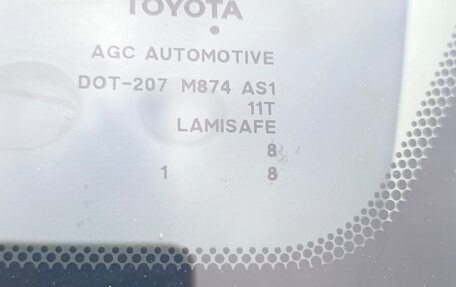 TOYOTA
AGC AUTOMOTIVE
DOT-207 M874 AS1
11T
LAMISAFE
8
1 8